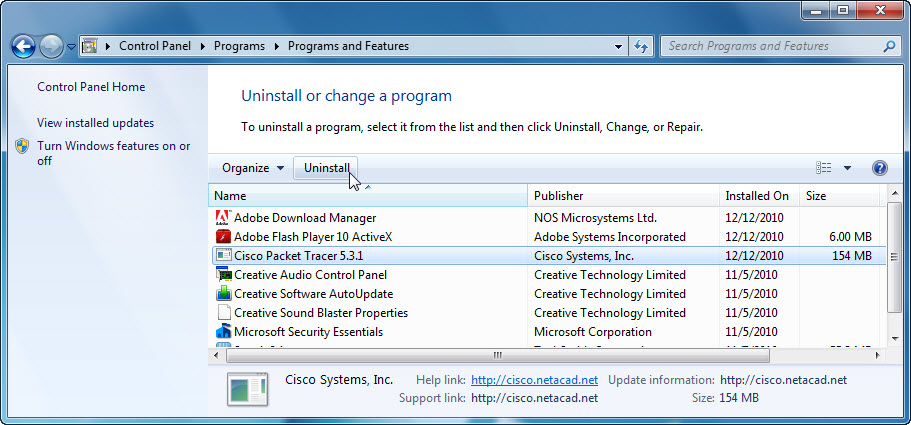 Control Panel Programs Programs and Features Search Programs and Features
Control Panel Home
View installed updates
Turn Windows features on or
off
Uninstall or change a program
To uninstall a program, select it from the list and then click Uninstall, Change, or Repair.
Organize Uninstall
Name Publisher Installed On Size
Adobe Download Manager NOS Microsystems Ltd. 12/12/2010
Adobe Flash Player 10 ActiveX Adobe Systems Incorporated 12/12/2010 6.00 MB
Cisco Packet Tracer 5.3.1 Cisco Systems, Inc. 12/12/2010 154 MB
Creative Audio Control Panel Creative Technology Limited 11/5/2010
Creative Software AutoUpdate Creative Technology Limited 11/5/2010
Creative Sound Blaster Properties Creative Technology Limited 11/5/2010
Microsoft Security Essentials Microsoft Corporation 11/5/2010
Cisco Systems, Inc. Help link: http://cisco.netacad.net Update information: http://cisco.netacad.net
Support link: http://cisco.netacad.net Size: 154 MB